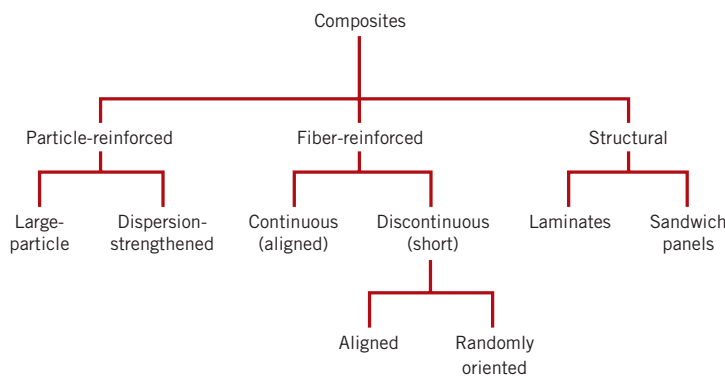 Composites
Particle-reinforced
Fiber-reinforced
Structural
Large-
particle
Dispersion-
strengthened
Continuous
(aligned)
Discontinuous
(short)
Laminates
Sandwich
panels
Aligned
Randomly
oriented